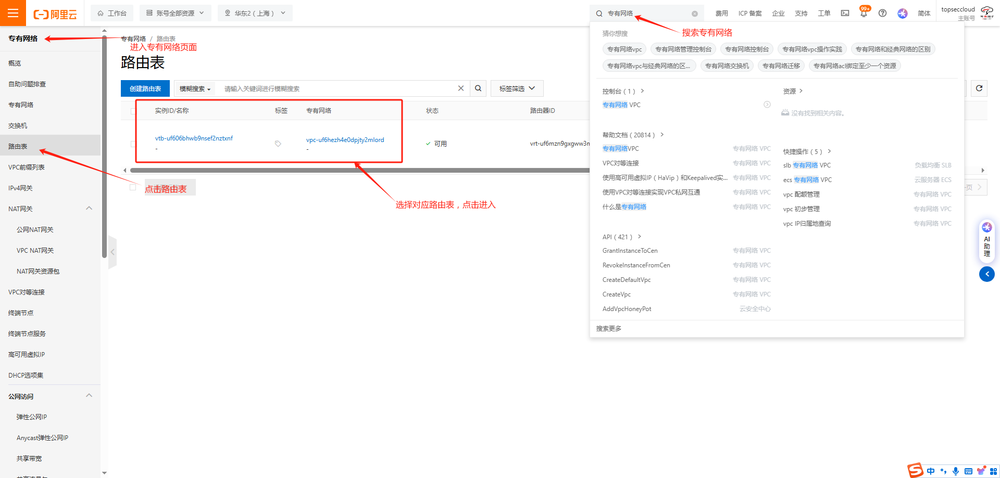 阿里云
工作台
账号全部资源
华东2（上海）
专有网络
费用
ICP 备案
企业
支持
工单
99+
简体
topseccloud
主账号
专有网络
概览
自助问题排查
专有网络
交换机
路由表
VPC前缀列表
IPv4网关
NAT网关
公网NAT网关
VPC NAT网关
NAT网关资源包
VPC对等连接
终端节点
终端节点服务
高可用虚拟IP
DHCP选项集
公网访问
弹性公网IP
Anycast弹性公网IP
共享带宽
专有网络 / 路由表
进入专有网络页面
路由表
创建路由表
模糊搜索
请输入关键词进行模糊搜索
标签筛选
实例ID/名称
标签
专有网络
状态
路由器ID
vtb-uf606bhwb9nsef2nztxnf
-
vpc-uf6hezh4e0dpjty2mlord
-
可用
vrt-uf6mzn9gxgww3
点击路由表
选择对应路由表，点击进入
搜索专有网络
猜你想搜
专有网络vpc
专有网络管理控制台
专有网络控制台
专有网络vpc操作实践
专有网络和经典网络的区别
专有网络vpc与经典网络的区...
专有网络交换机
专有网络迁移
专有网络acl绑定至少一个资源
控制台（1）
专有网络 VPC
资源
没有找到相关内容。
帮助文档（20814）
专有网络VPC 专有网络 VPC
VPC对等连接 专有网络 VPC
使用高可用虚拟IP（HaVip）和Keepalived实... 专有网络 VPC
使用VPC对等连接实现VPC私网互通 专有网络 VPC
什么是专有网络 专有网络 VPC
快捷操作（5）
slb 专有网络 VPC 负载均衡 SLB
ecs 专有网络 VPC 云服务器 ECS
vpc 配额管理 专有网络 VPC
vpc 初步管理 专有网络 VPC
vpc IP归属地查询 专有网络 VPC
API（421）
GrantInstanceToCen 专有网络 VPC
RevokeInstanceFromCen 专有网络 VPC
CreateDefaultVpc 专有网络 VPC
CreateVpc 专有网络 VPC
AddVpcHoneyPot 云安全中心
搜索更多
页
AI
助
理
中